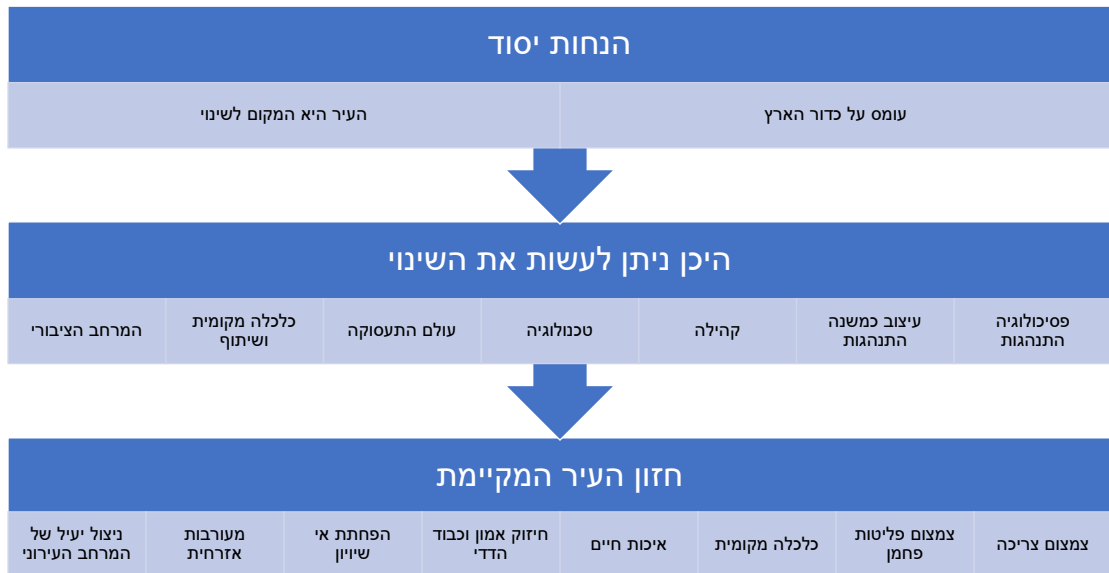 הנחות יסוד
עומס על כדור הארץ
העיר היא המקום לשינוי
היכן ניתן לעשות את השינוי
פסיכולוגיה
התנהגות
עיצוב כמשנה
התנהגות
קהילה
טכנולוגיה
עולם התעסוקה
כלכלה מקומית
ושיתוף
המרחב הציבורי
חזון העיר המקיימת
צמצום צריכה
צמצום פליטות
פחמן
כלכלה מקומית
איכות חיים
חיזוק אמון וכבוד
הדדי
הפחתת אי
שיויון
מעורבות
אזרחית
ניצול יעיל של
המרחב העירוני